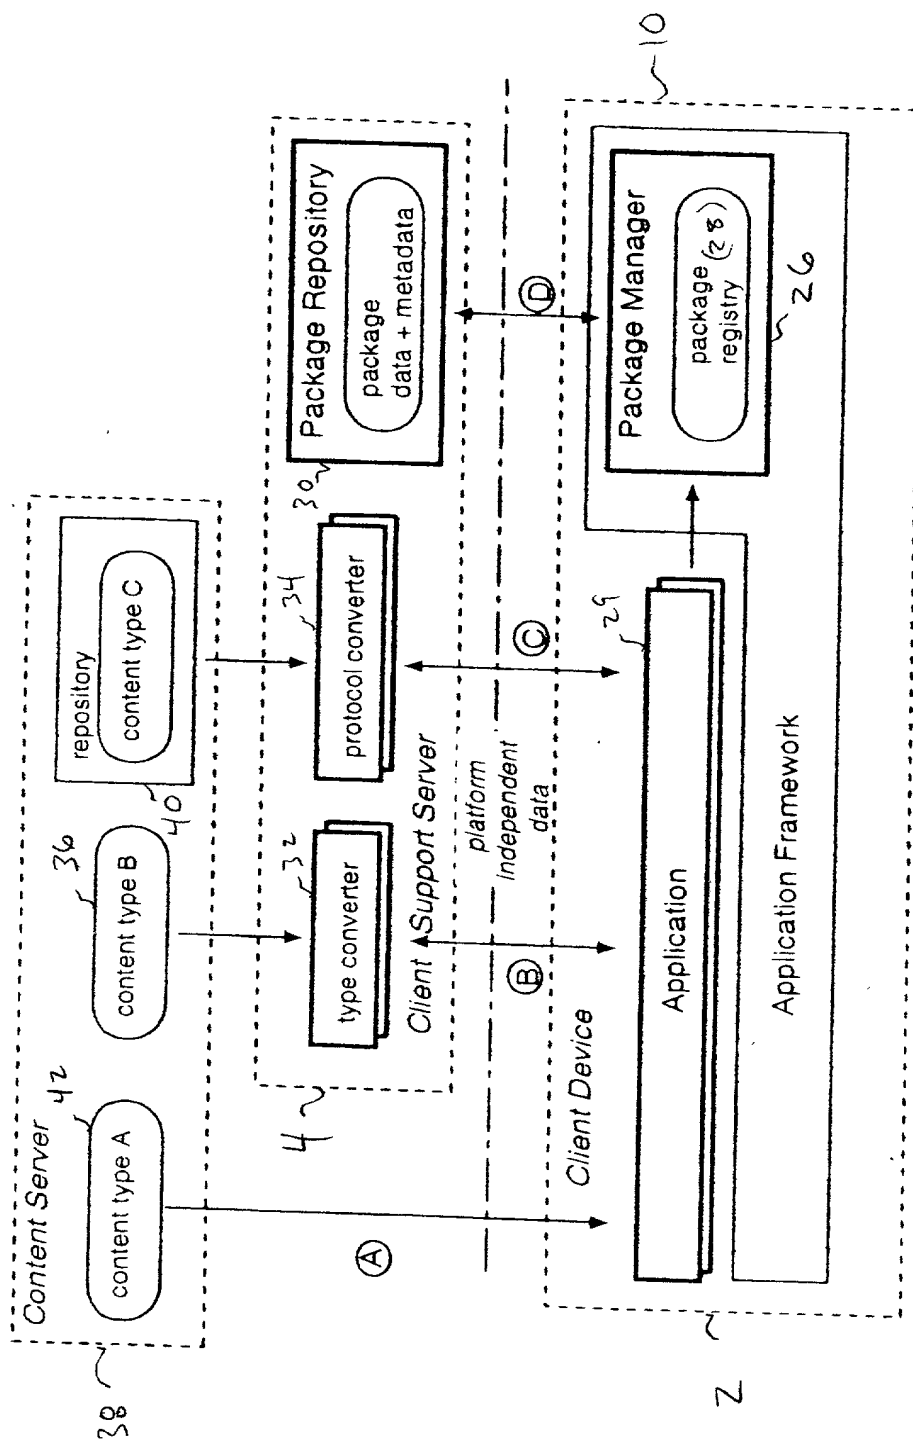 Content Server
38
content type A
42
content type B
36
repository
content type C
40
4
type converter
32
protocol converter
34
Package Repository
package
data + metadata
30
Client Support Server
platform
independent
data
A
B
C
D
Client Device
2
10
Application
29
Package Manager
package
registry
(28)
26
Application Framework